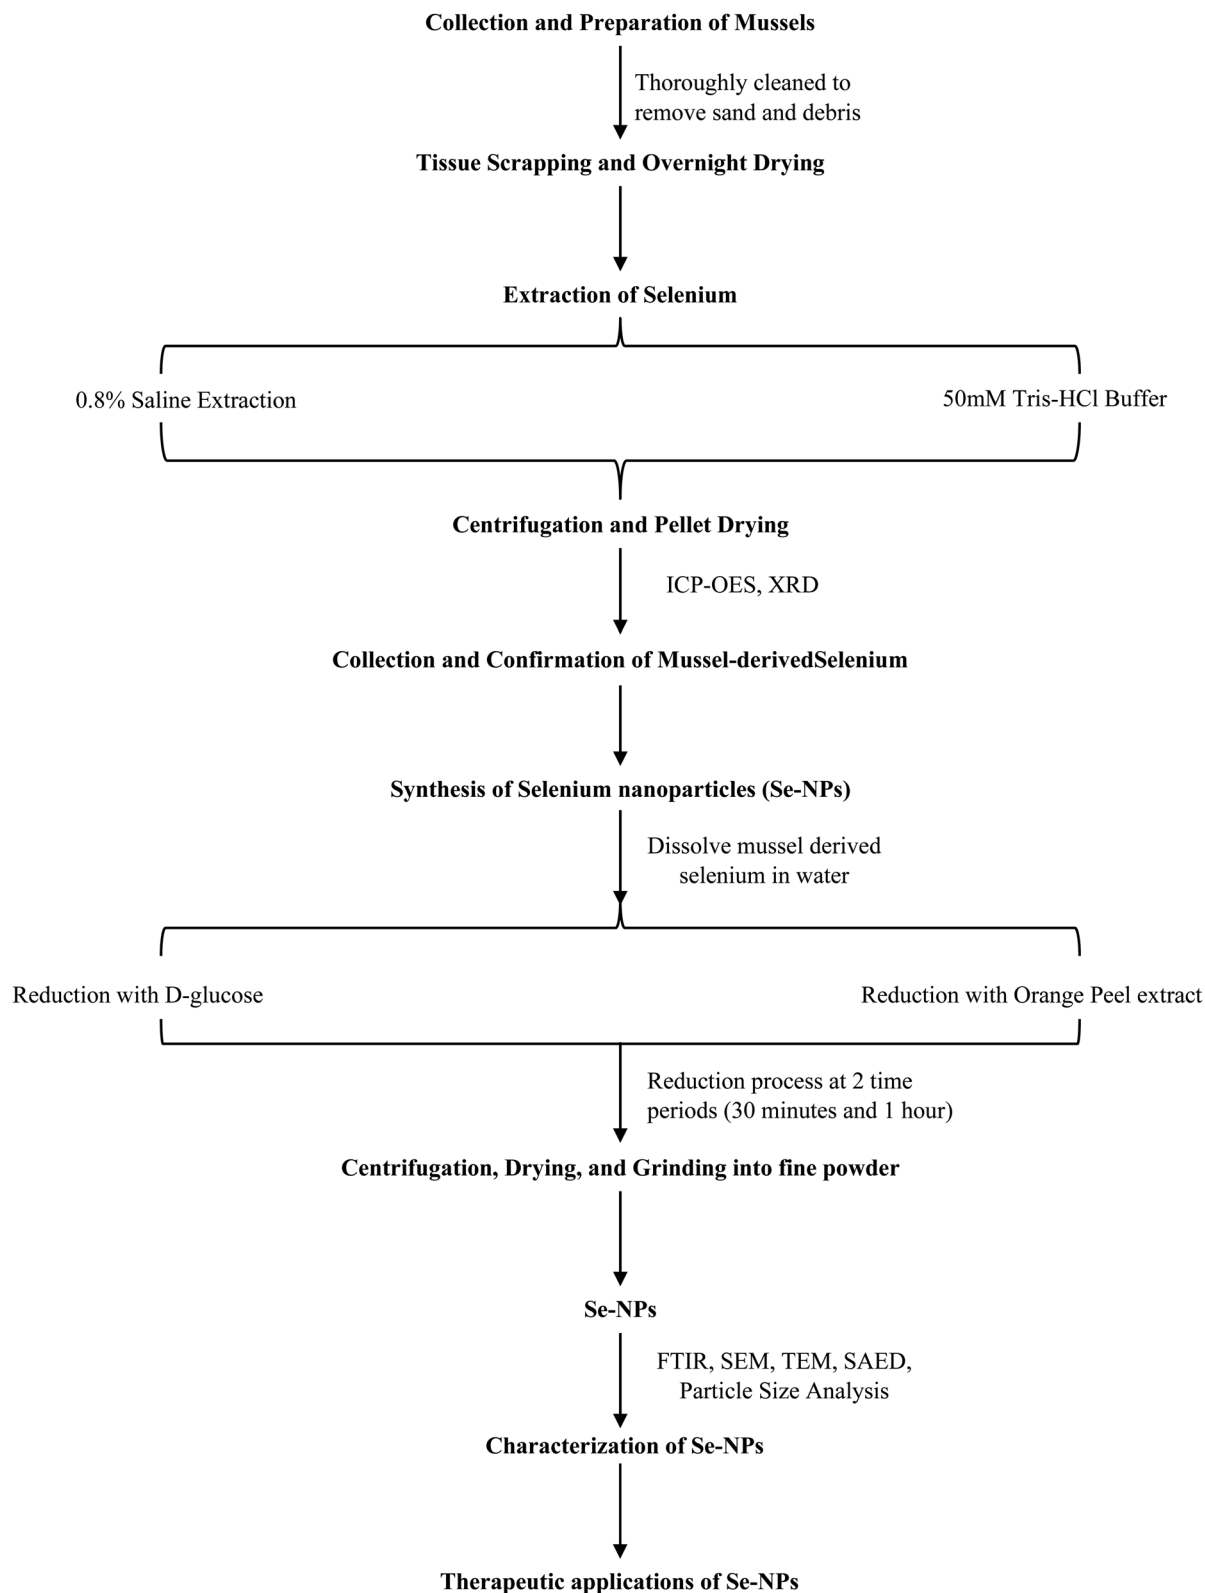 Collection and Preparation of Mussels
Thoroughly cleaned to
remove sand and debris
Tissue Scrapping and Overnight Drying
Extraction of Selenium
0.8% Saline Extraction
50mM Tris-HCl Buffer
Centrifugation and Pellet Drying
ICP-OES, XRD
Collection and Confirmation of Mussel-derivedSelenium
Synthesis of Selenium nanoparticles (Se-NPs)
Dissolve mussel derived
selenium in water
Reduction with D-glucose
Reduction with Orange Peel extract
Reduction process at 2 time
periods (30 minutes and 1 hour)
Centrifugation, Drying, and Grinding into fine powder
Se-NPs
FTIR, SEM, TEM, SAED,
Particle Size Analysis
Characterization of Se-NPs
Therapeutic applications of Se-NPs